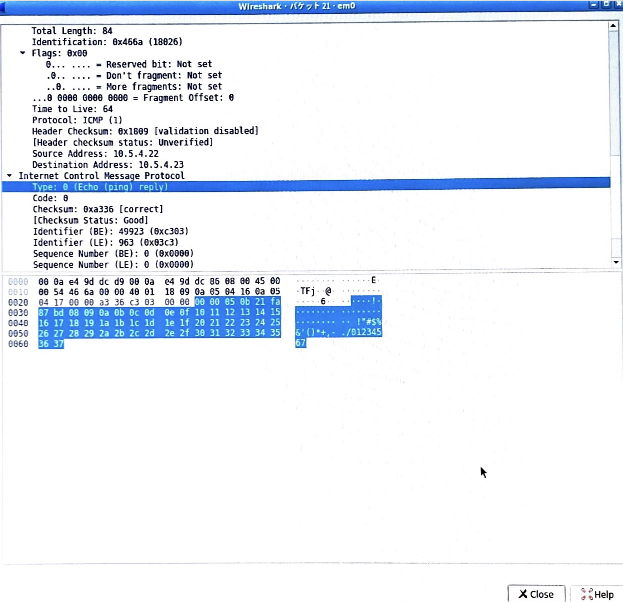 Wireshark · パケット 21 · em0
Total Length: 84
Identification: 0x466a (18026)
Flags: 0x00
0... .... = Reserved bit: Not set
.0.. .... = Don't fragment: Not set
..0. .... = More fragments: Not set
...0 0000 0000 0000 = Fragment Offset: 0
Time to Live: 64
Protocol: ICMP (1)
Header Checksum: 0x1809 [validation disabled]
[Header checksum status: Unverified]
Source Address: 10.5.4.22
Destination Address: 10.5.4.23
Internet Control Message Protocol
Type: 0 (Echo (ping) reply)
Code: 0
Checksum: 0xa336 [correct]
[Checksum Status: Good]
Identifier (BE): 49923 (0xc303)
Identifier (LE): 963 (0x03c3)
Sequence Number (BE): 0 (0x0000)
Sequence Number (LE): 0 (0x0000)
0000 00 0a e4 9d dc d9 00 0a e4 9d dc 86 08 00 45 00 ········ ······E·
0010 00 54 46 6a 00 00 40 01 18 09 0a 05 04 16 0a 05 ·TFj··@· ········
0020 04 17 00 00 a3 36 c3 03 00 00 00 00 05 0b 21 fa ·····6·· ······!·
0030 87 bd 08 09 0a 0b 0c 0d 0e 0f 10 11 12 13 14 15 ········ ········
0040 16 17 18 19 1a 1b 1c 1d 1e 1f 20 21 22 23 24 25 ········ ·· !"#$%
0050 26 27 28 29 2a 2b 2c 2d 2e 2f 30 31 32 33 34 35 &'()*+,- ./012345
0060 36 37 67
Close
Help